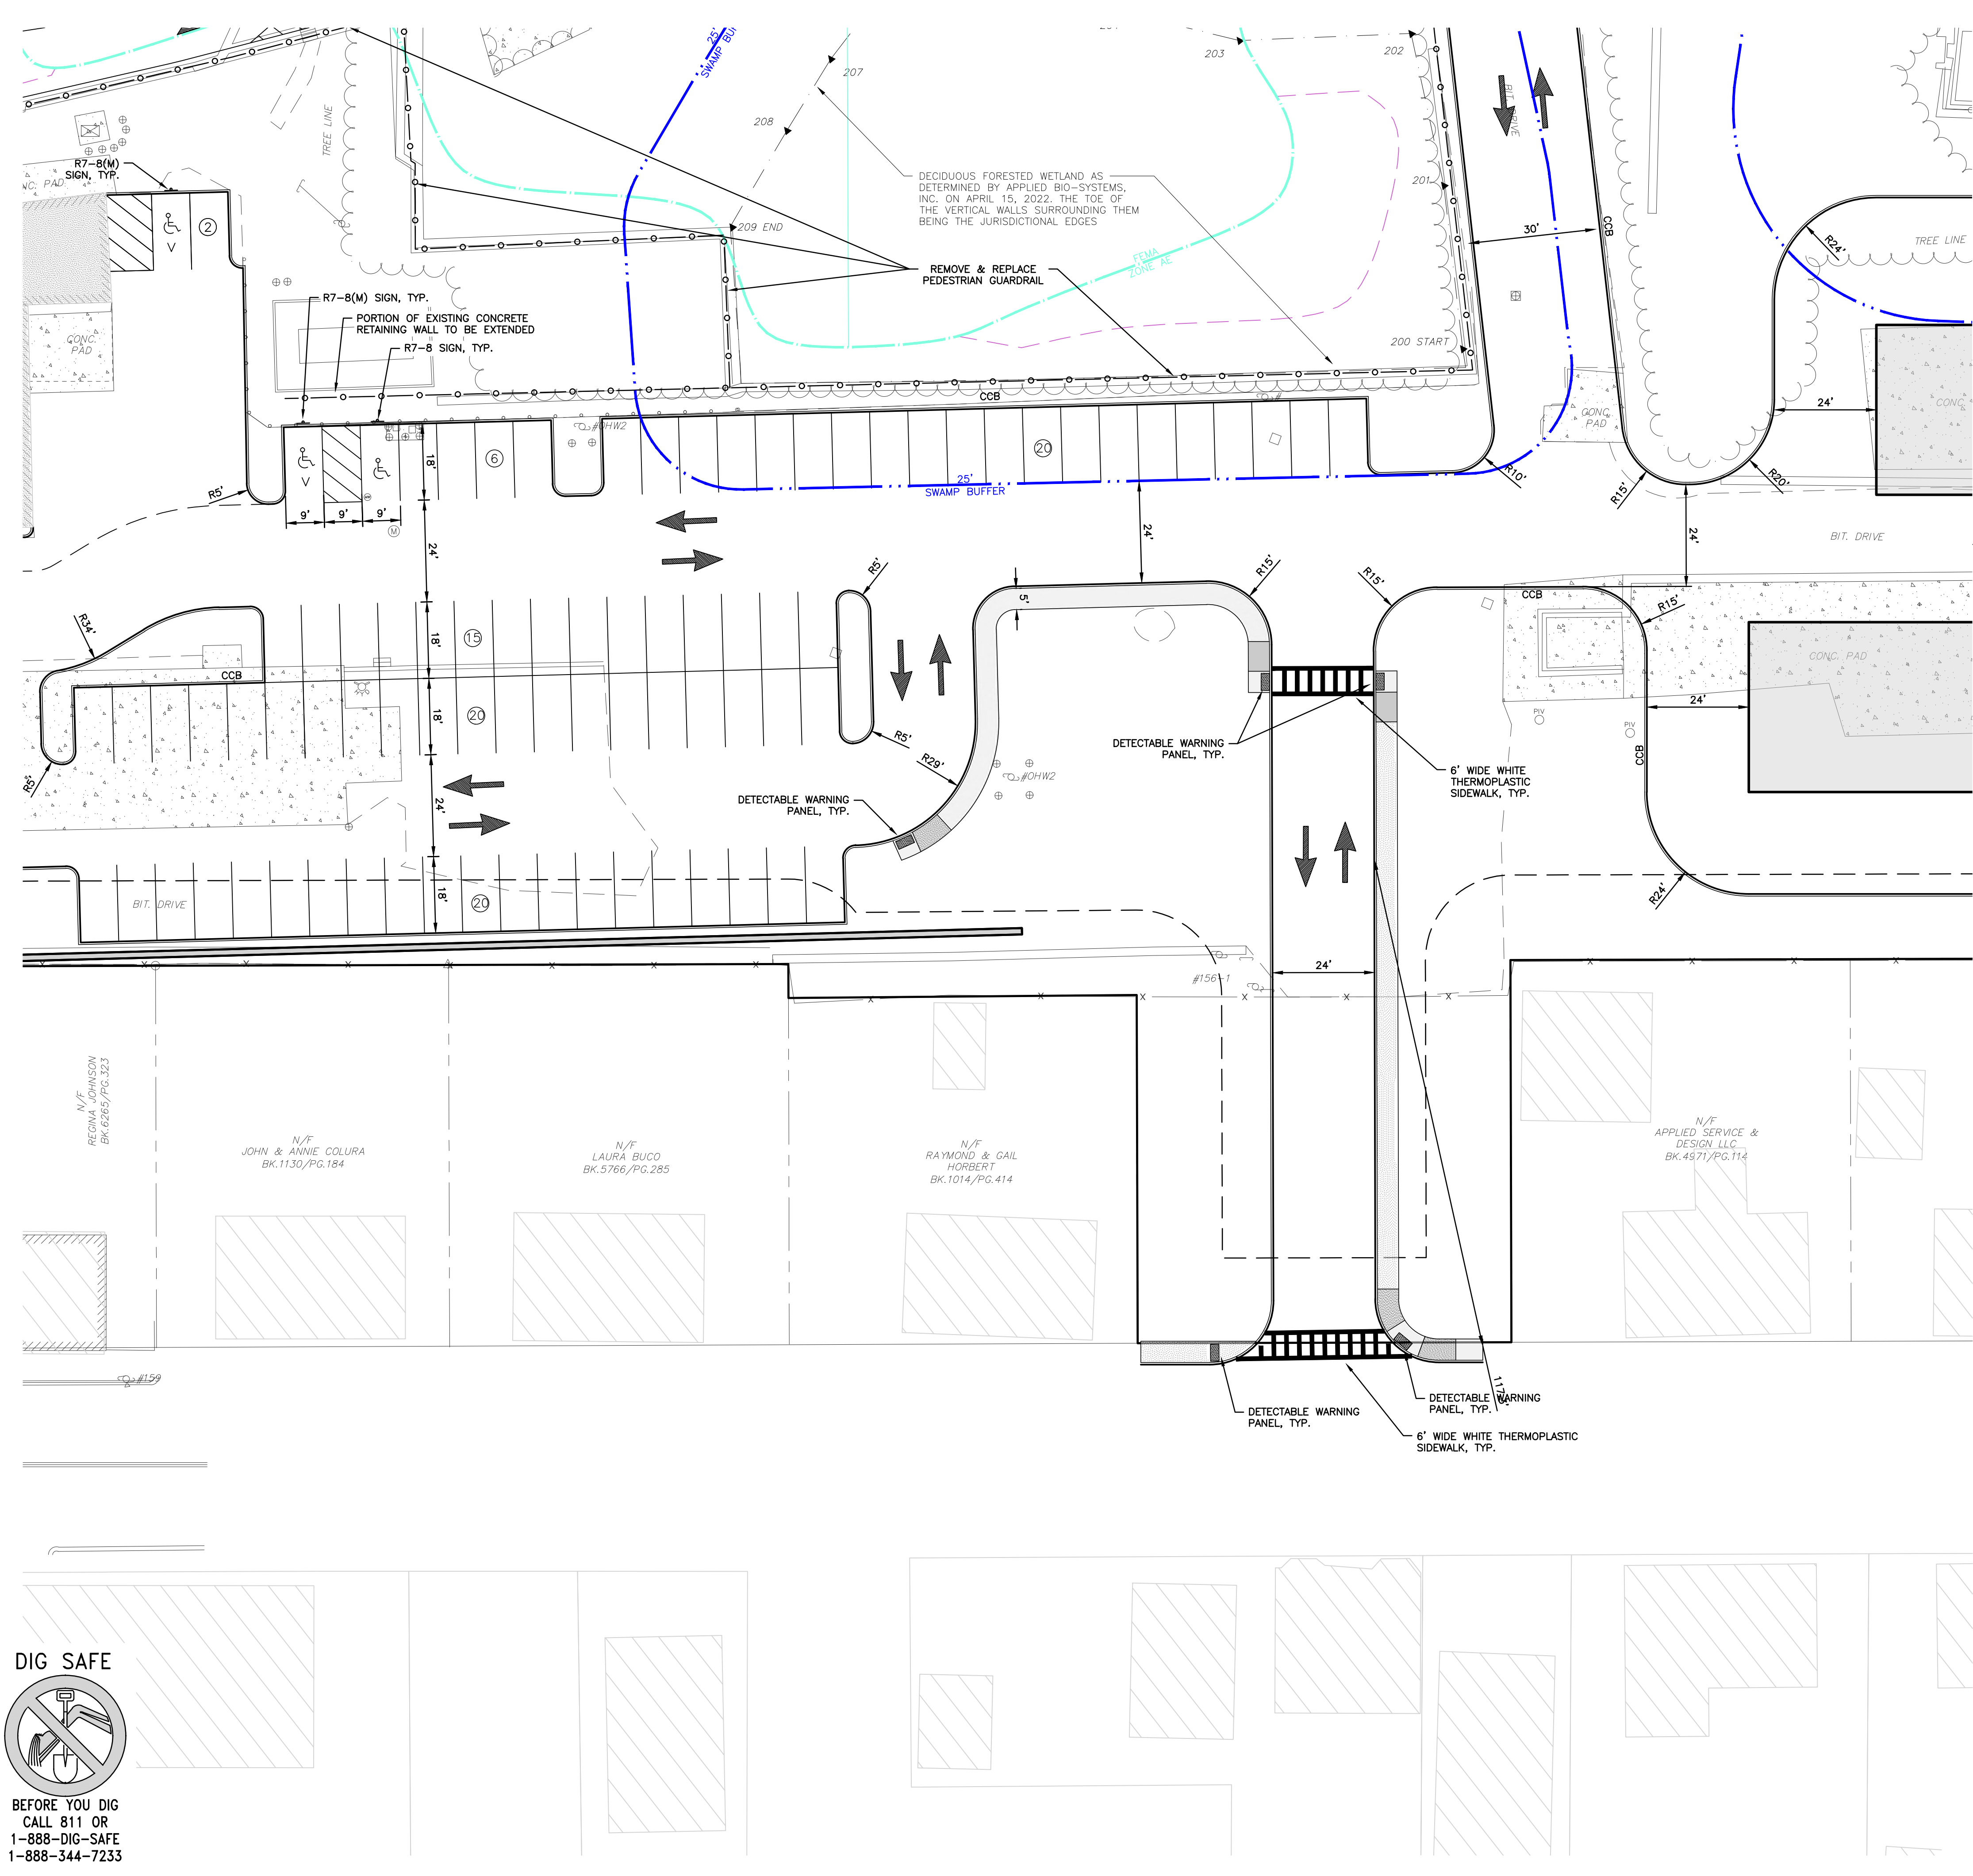 25'
SWAMP BUF
207
203
202
208
TREE LINE
BIT. DRIVE
R7-8(M)
SIGN, TYP.
CONC. PAD
2
V
DECIDUOUS FORESTED WETLAND AS
DETERMINED BY APPLIED BIO-SYSTEMS,
INC. ON APRIL 15, 2022. THE TOE OF
THE VERTICAL WALLS SURROUNDING THEM
BEING THE JURISDICTIONAL EDGES
201
209 END
30'
CCB
R24'
TREE LINE
FEMA
ZONE AE
REMOVE & REPLACE
PEDESTRIAN GUARDRAIL
R7-8(M) SIGN, TYP.
PORTION OF EXISTING CONCRETE
RETAINING WALL TO BE EXTENDED
R7-8 SIGN, TYP.
CONC.
PAD
200 START
CCB
24'
CONC.
CONC.
PAD
#OHW2
20
6
18'
V
R5'
9'
9'
9'
M
25'
SWAMP BUFFER
R10'
R15'
R20'
24'
24'
24'
BIT. DRIVE
R5'
R15'
R15'
5'
CCB
R15'
R34'
18'
15
CCB
CONC. PAD
18'
20
24'
PIV
PIV
R5'
DETECTABLE WARNING
PANEL, TYP.
CCB
R29'
6' WIDE WHITE
THERMOPLASTIC
SIDEWALK, TYP.
#OHW2
R5'
24'
DETECTABLE WARNING
PANEL, TYP.
18'
20
BIT. DRIVE
R24'
24'
#156-1
N/F
REGINA JOHNSON
BK.6265/PG.323
N/F
JOHN & ANNIE COLURA
BK.1130/PG.184
N/F
LAURA BUCO
BK.5766/PG.285
N/F
RAYMOND & GAIL
HORBERT
BK.1014/PG.414
N/F
APPLIED SERVICE &
DESIGN LLC
BK.4971/PG.114
#159
DETECTABLE WARNING
PANEL, TYP.
DETECTABLE WARNING
PANEL, TYP.
6' WIDE WHITE THERMOPLASTIC
SIDEWALK, TYP.
DIG SAFE
BEFORE YOU DIG
CALL 811 OR
1-888-DIG-SAFE
1-888-344-7233